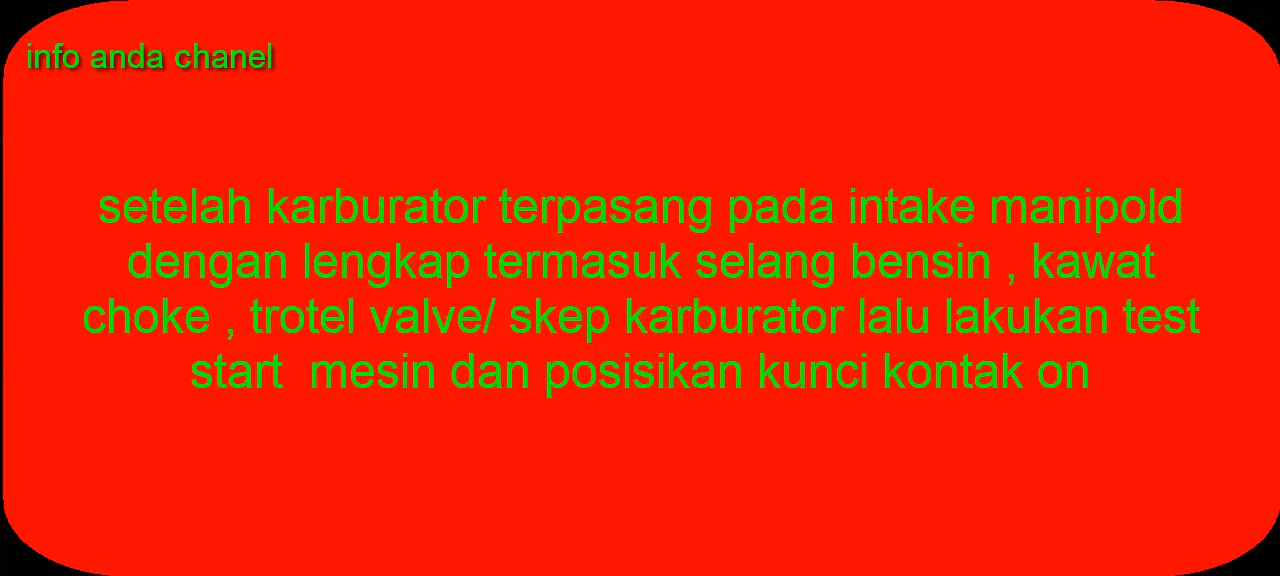 info anda chanel
setelah karburator terpasang pada intake manipold
dengan lengkap termasuk selang bensin , kawat
choke , trotel valve/ skep karburator lalu lakukan test
start  mesin dan posisikan kunci kontak on